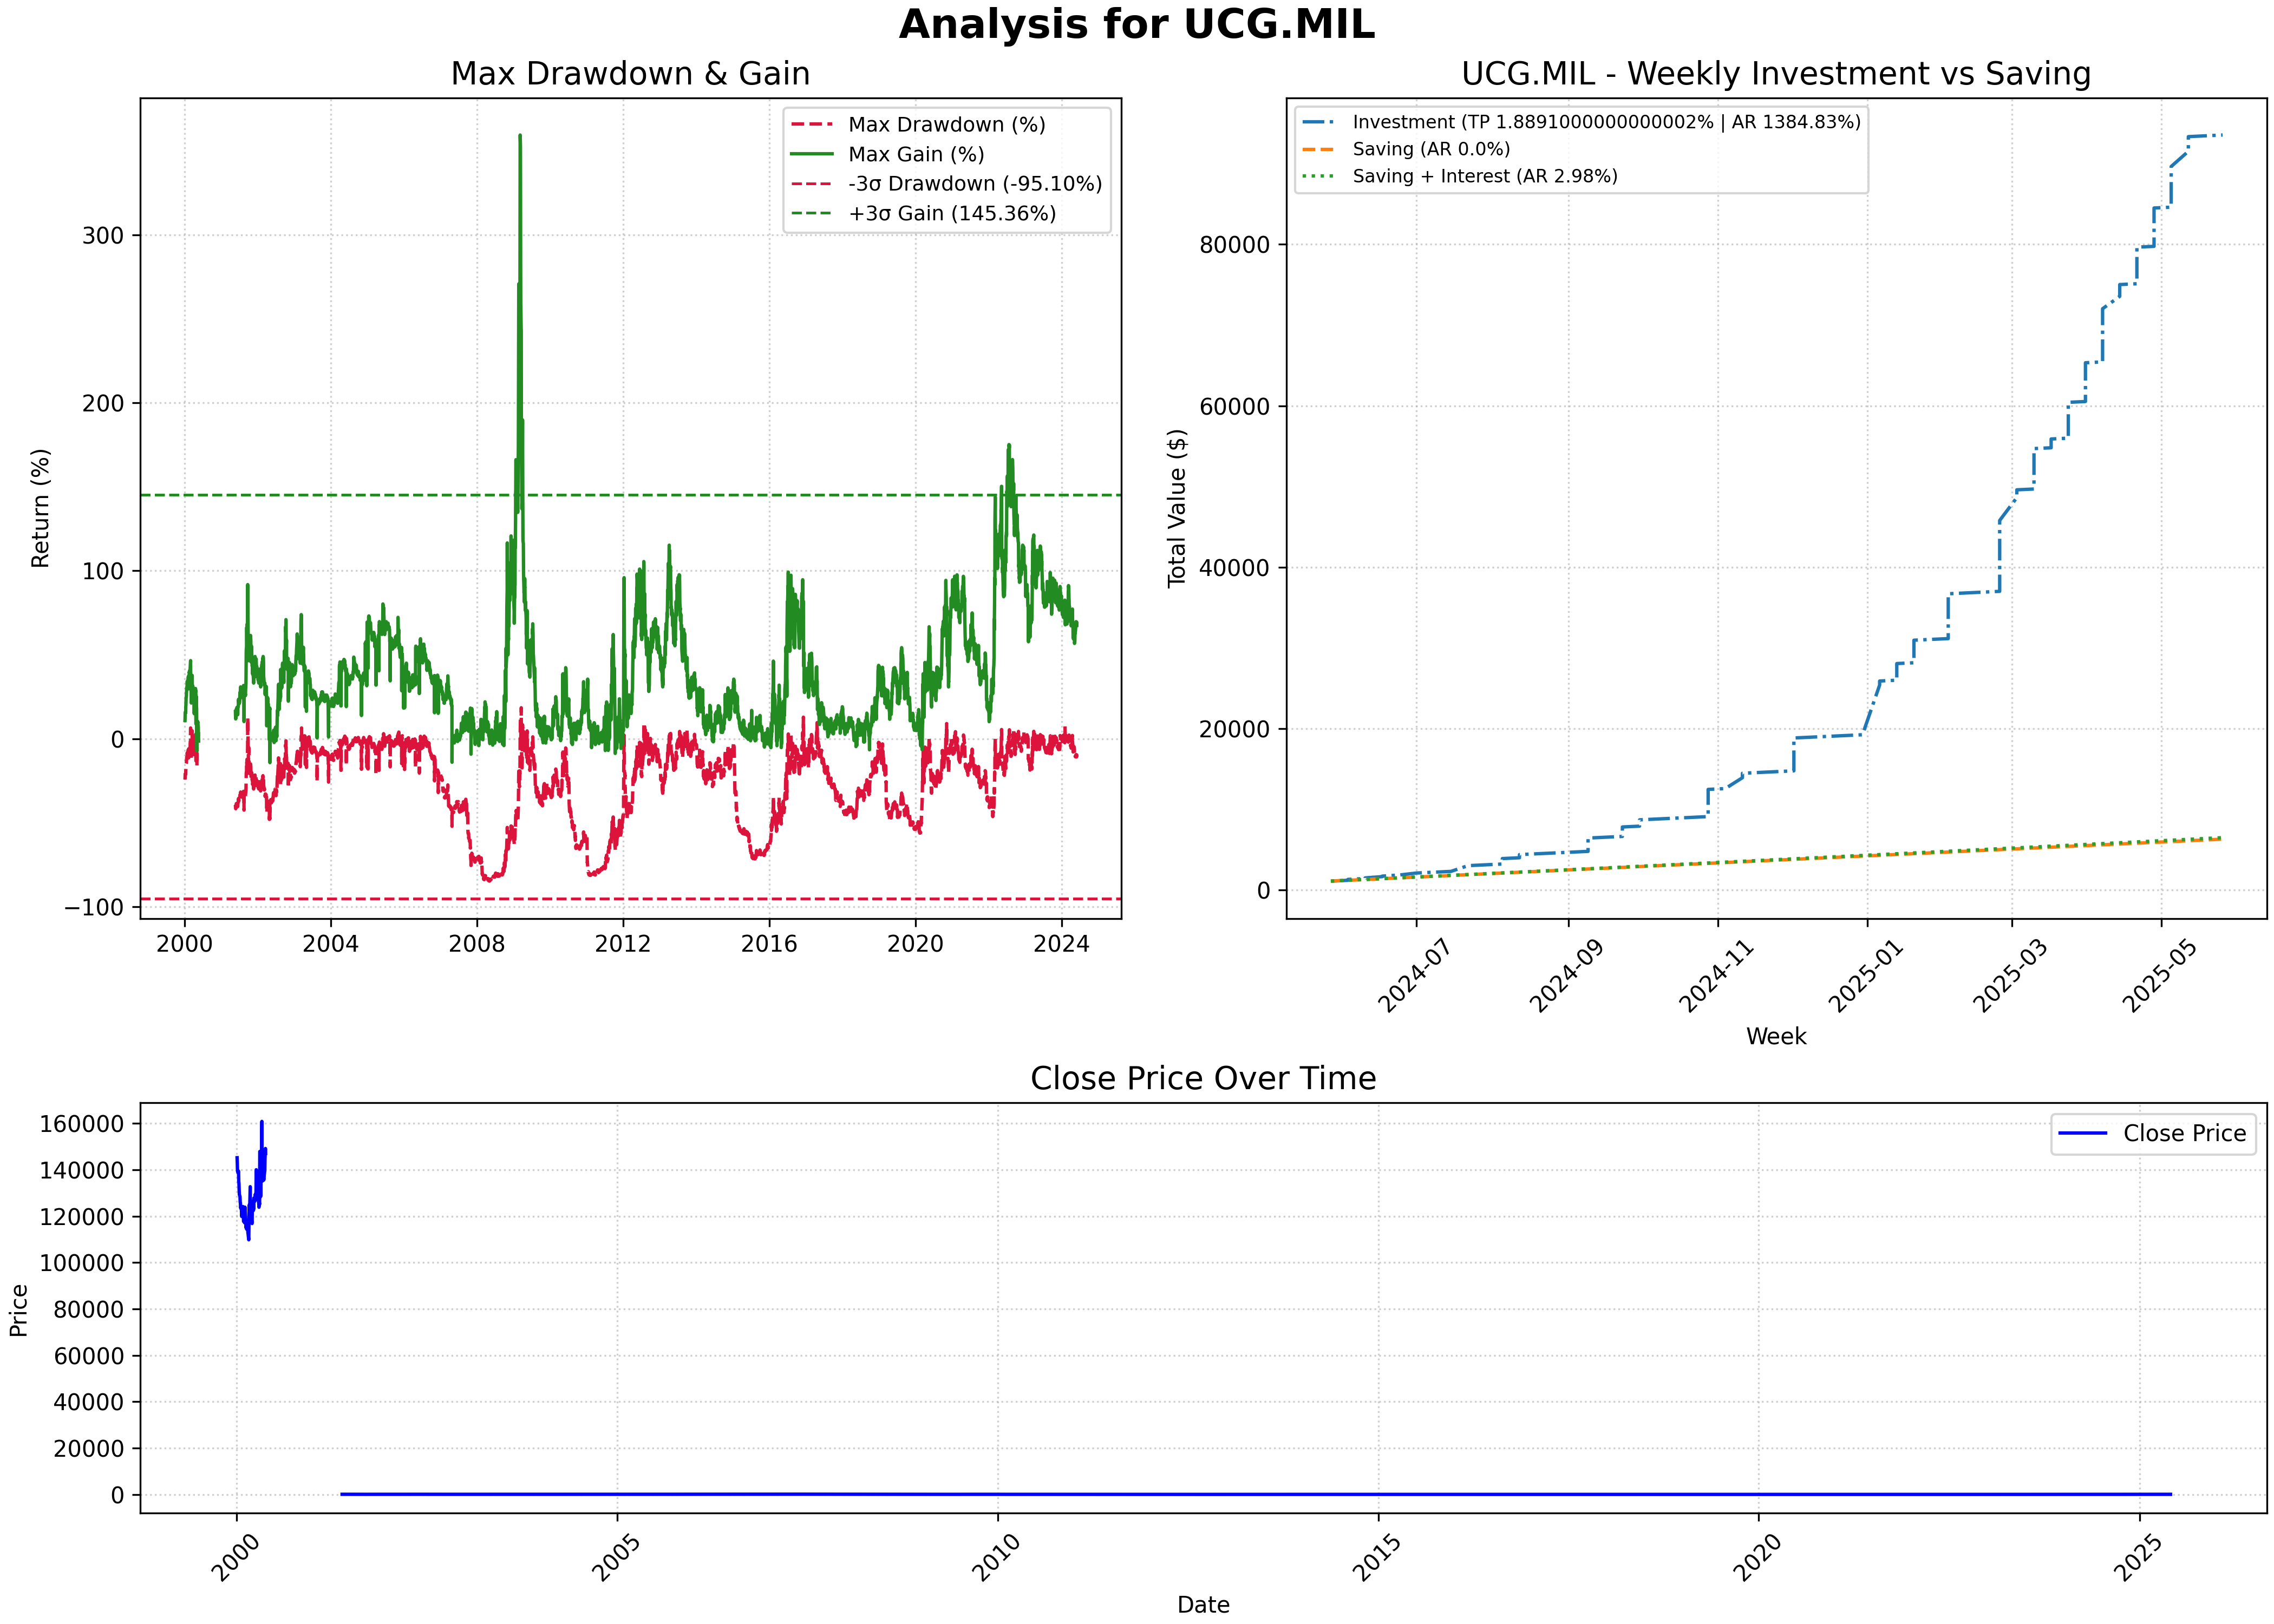 Analysis for UCG.MIL
Max Drawdown & Gain
Return (%)
300
200
100
0
−100
2000
2004
2008
2012
2016
2020
2024
Max Drawdown (%)
Max Gain (%)
-3σ Drawdown (-95.10%)
+3σ Gain (145.36%)
UCG.MIL - Weekly Investment vs Saving
Total Value ($)
80000
60000
40000
20000
0
2024-07
2024-09
2024-11
2025-01
2025-03
2025-05
Week
Investment (TP 1.8891000000000002% | AR 1384.83%)
Saving (AR 0.0%)
Saving + Interest (AR 2.98%)
Close Price Over Time
Price
160000
140000
120000
100000
80000
60000
40000
20000
0
2000
2005
2010
2015
2020
2025
Date
Close Price